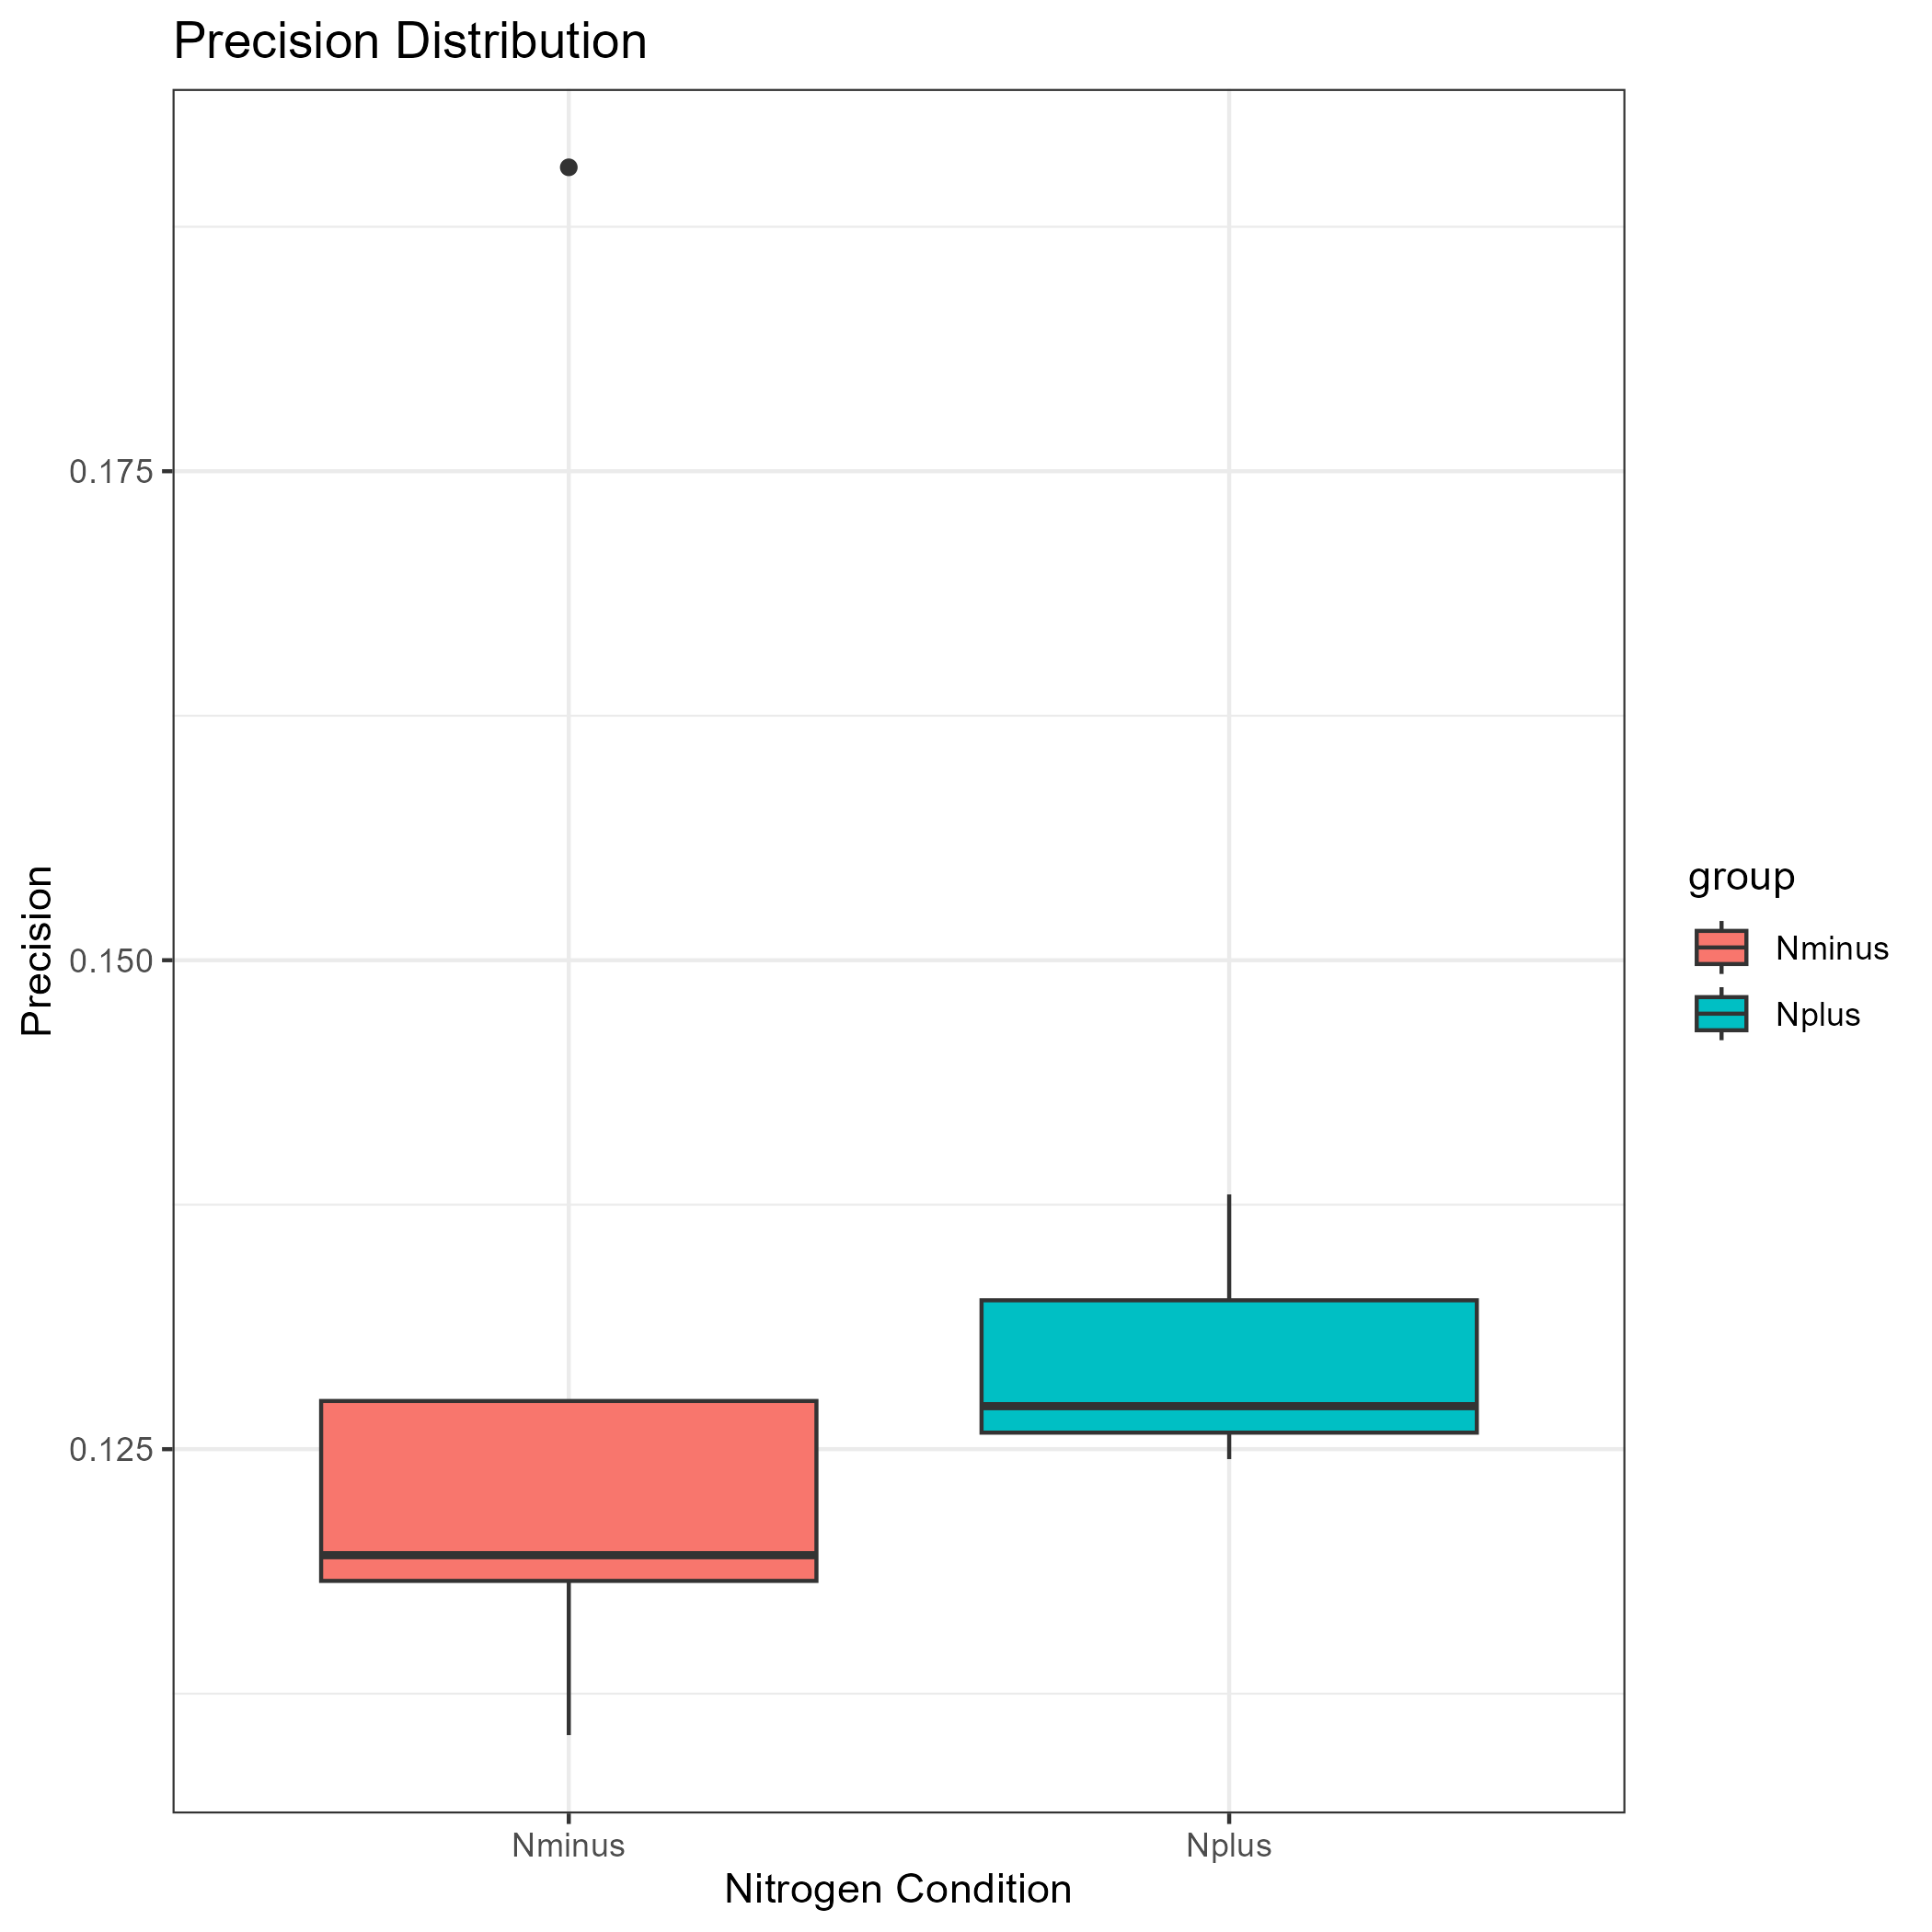 Precision Distribution
Precision
0.175
0.150
0.125
Nminus
Nplus
Nitrogen Condition
group
Nminus
Nplus